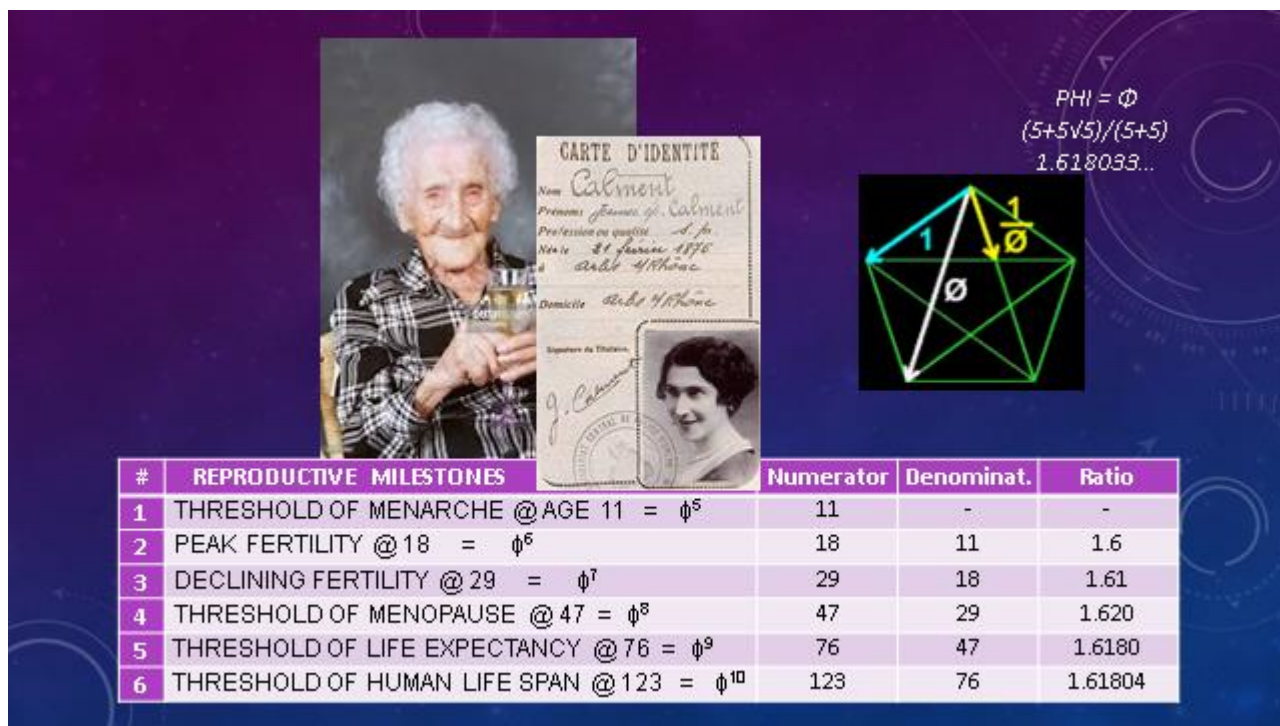 PHI = Φ
(5+5√5)/(5+5)
1.618033...
CARTE D'IDENTITÉ
Nom Calment
Prénoms Jeanne
Calment
Profession ou qualité s. p.
Née le 21 février 1875
à Arles s/Rhône
Domicile Arles s/Rhône
Signature du Titulaire,
J. Calment
1
1
Ø
Ø
# REPRODUCTIVE MILESTONES Numerator Denominat. Ratio
1 THRESHOLD OF MENARCHE @ AGE 11 = ϕ⁵ 11 - -
2 PEAK FERTILITY @ 18 = ϕ⁶ 18 11 1.6
3 DECLINING FERTILITY @ 29 = ϕ⁷ 29 18 1.61
4 THRESHOLD OF MENOPAUSE @ 47 = ϕ⁸ 47 29 1.620
5 THRESHOLD OF LIFE EXPECTANCY @ 76 = ϕ⁹ 76 47 1.6180
6 THRESHOLD OF HUMAN LIFE SPAN @ 123 = ϕ¹⁰ 123 76 1.61804